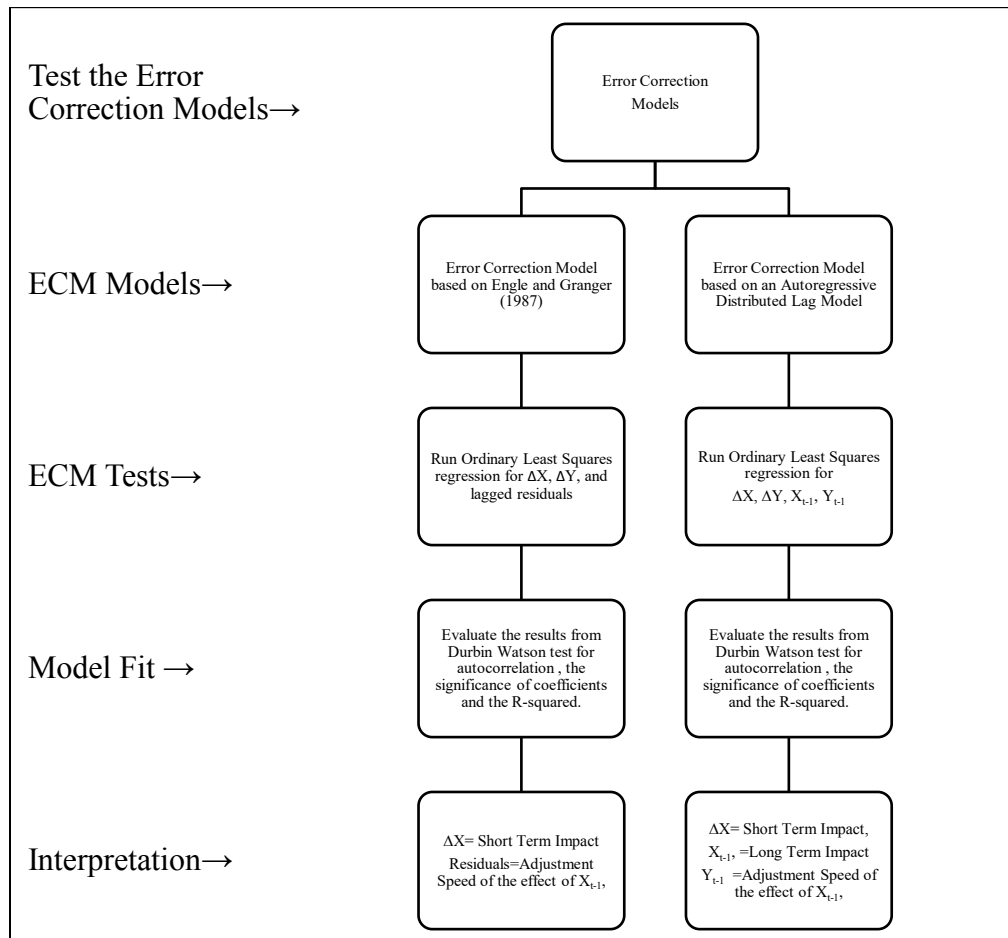 Test the Error
Correction Models→
Error Correction
Models
ECM Models→
Error Correction Model
based on Engle and Granger
(1987)
Error Correction Model
based on an Autoregressive
Distributed Lag Model
ECM Tests→
Run Ordinary Least Squares
regression for ΔX, ΔY, and
lagged residuals
Run Ordinary Least Squares
regression for
ΔX, ΔY, Xₜ₋₁, Yₜ₋₁
Model Fit →
Evaluate the results from
Durbin Watson test for
autocorrelation , the
significance of coefficients
and the R-squared.
Evaluate the results from
Durbin Watson test for
autocorrelation , the
significance of coefficients
and the R-squared.
Interpretation→
ΔX= Short Term Impact
Residuals=Adjustment
Speed of the effect of Xₜ₋₁,
ΔX= Short Term Impact,
Xₜ₋₁, =Long Term Impact
Yₜ₋₁ =Adjustment Speed of
the effect of Xₜ₋₁,